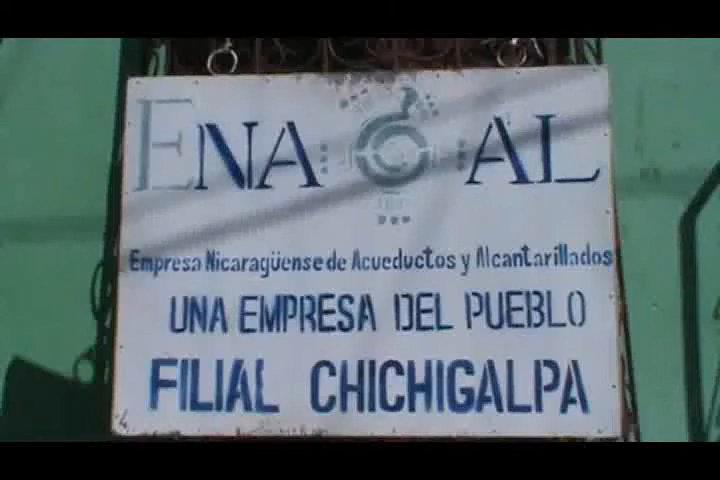 ENACAL
Empresa Nicaragüense de Acueductos y Alcantarillados
UNA EMPRESA DEL PUEBLO
FILIAL CHICHIGALPA